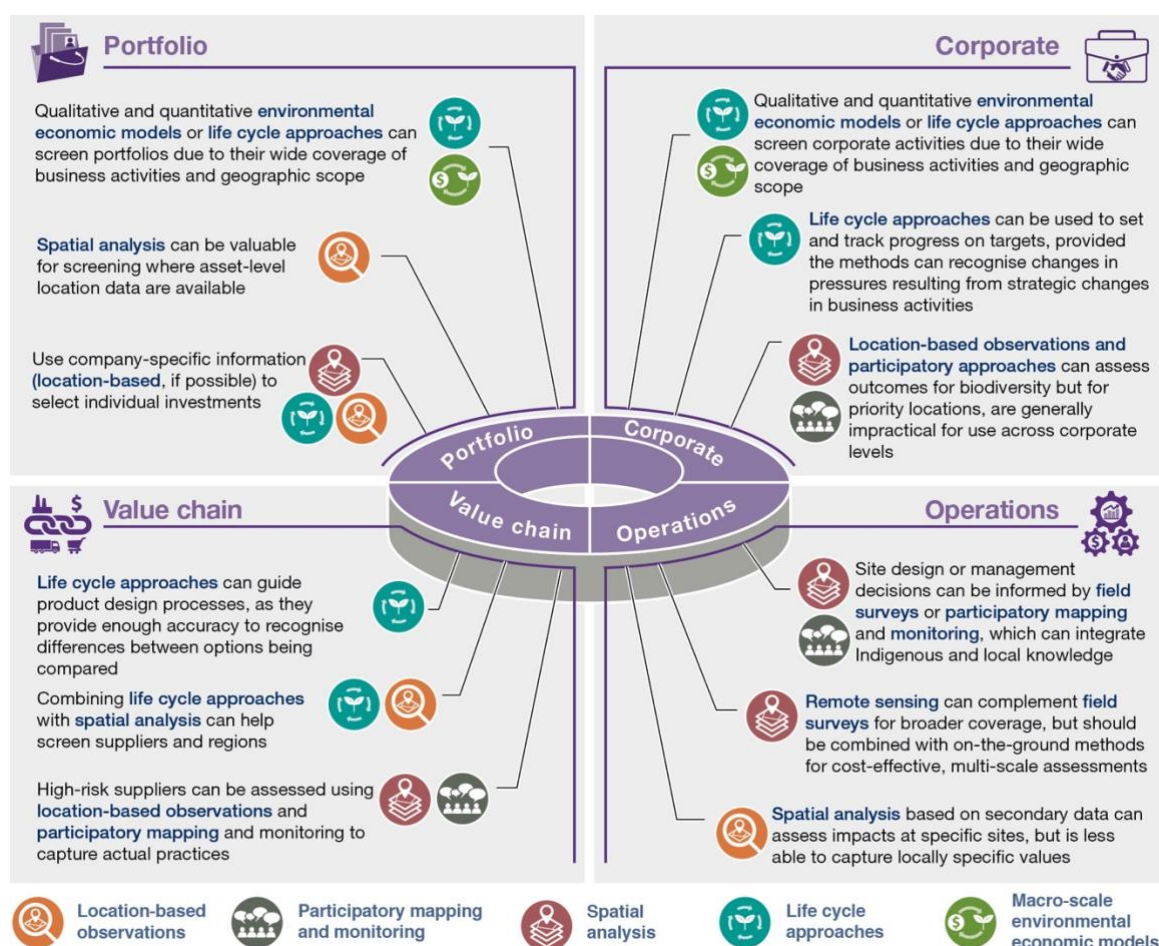 Portfolio
Qualitative and quantitative environmental
economic models or life cycle approaches can
screen portfolios due to their wide coverage of
business activities and geographic scope
Spatial analysis can be valuable
for screening where asset-level
location data are available
Use company-specific information
(location-based, if possible) to
select individual investments
Corporate
Qualitative and quantitative environmental
economic models or life cycle approaches can
screen corporate activities due to their wide
coverage of business activities and geographic
scope
Life cycle approaches can be used to set
and track progress on targets, provided
the methods can recognise changes in
pressures resulting from strategic changes
in business activities
Location-based observations and
participatory approaches can assess
outcomes for biodiversity but for
priority locations, are generally
impractical for use across corporate
levels
Portfolio
Corporate
Value chain
Operations
Value chain
Life cycle approaches can guide
product design processes, as they
provide enough accuracy to recognise
differences between options being
compared
Combining life cycle approaches
with spatial analysis can help
screen suppliers and regions
High-risk suppliers can be assessed using
location-based observations and
participatory mapping and monitoring to
capture actual practices
Operations
Site design or management
decisions can be informed by field
surveys or participatory mapping
and monitoring, which can integrate
Indigenous and local knowledge
Remote sensing can complement field
surveys for broader coverage, but should
be combined with on-the-ground methods
for cost-effective, multi-scale assessments
Spatial analysis based on secondary data can
assess impacts at specific sites, but is less
able to capture locally specific values
Location-based
observations
Participatory mapping
and monitoring
Spatial
analysis
Life cycle
approaches
Macro-scale
environmental
economic models